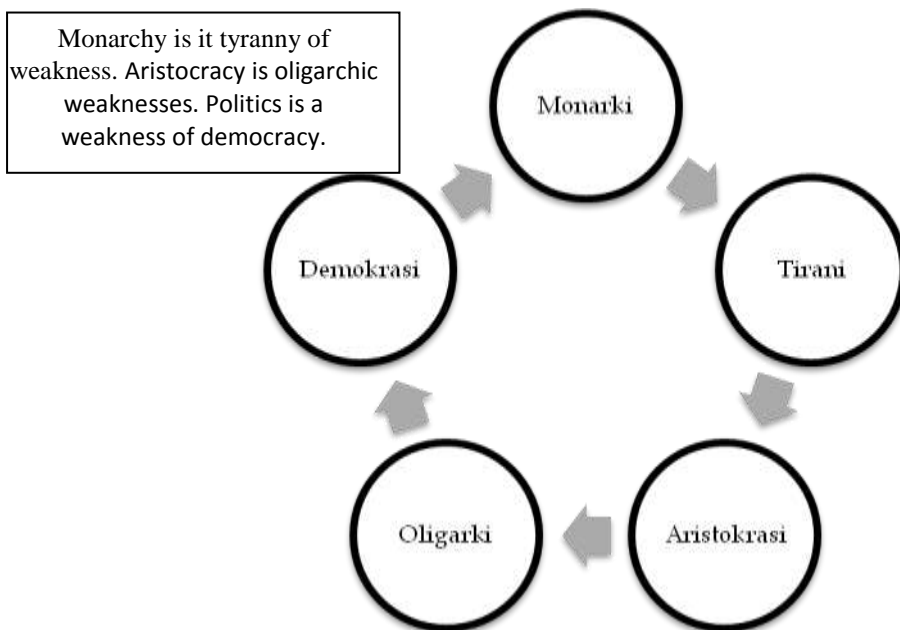 Monarchy is it tyranny of
weakness. Aristocracy is oligarchic
weaknesses. Politics is a
weakness of democracy.
Monarki
Tirani
Aristokrasi
Oligarki
Demokrasi